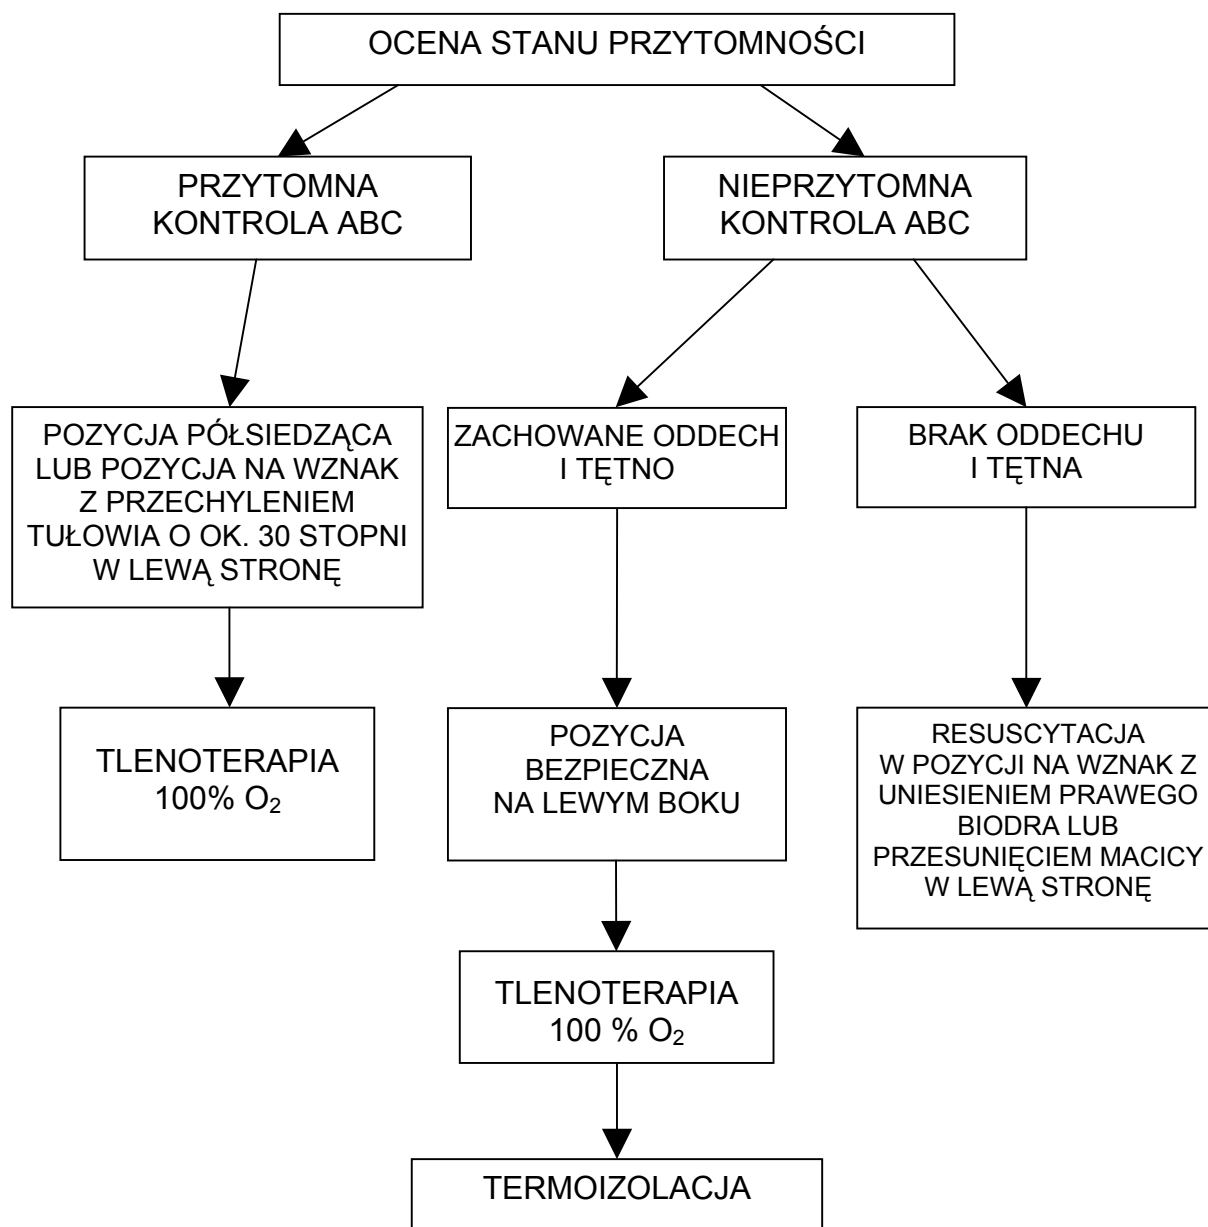 OCENA STANU PRZYTOMNOŚCI
PRZYTOMNA
KONTROLA ABC
NIEPRZYTOMNA
KONTROLA ABC
POZYCJA PÓŁSIEDZĄCA
LUB POZYCJA NA WZNAK
Z PRZECHYLENIEM
TUŁOWIA O OK. 30 STOPNI
W LEWĄ STRONĘ
ZACHOWANE ODDECH
I TĘTNO
BRAK ODDECHU
I TĘTNA
TLENOTERAPIA
100% O₂
POZYCJA
BEZPIECZNA
NA LEWYM BOKU
RESUSCYTACJA
W POZYCJI NA WZNAK Z
UNIESIENIEM PRAWEGO
BIODRA LUB
PRZESUNIĘCIEM MACICY
W LEWĄ STRONĘ
TLENOTERAPIA
100 % O₂
TERMOIZOLACJA